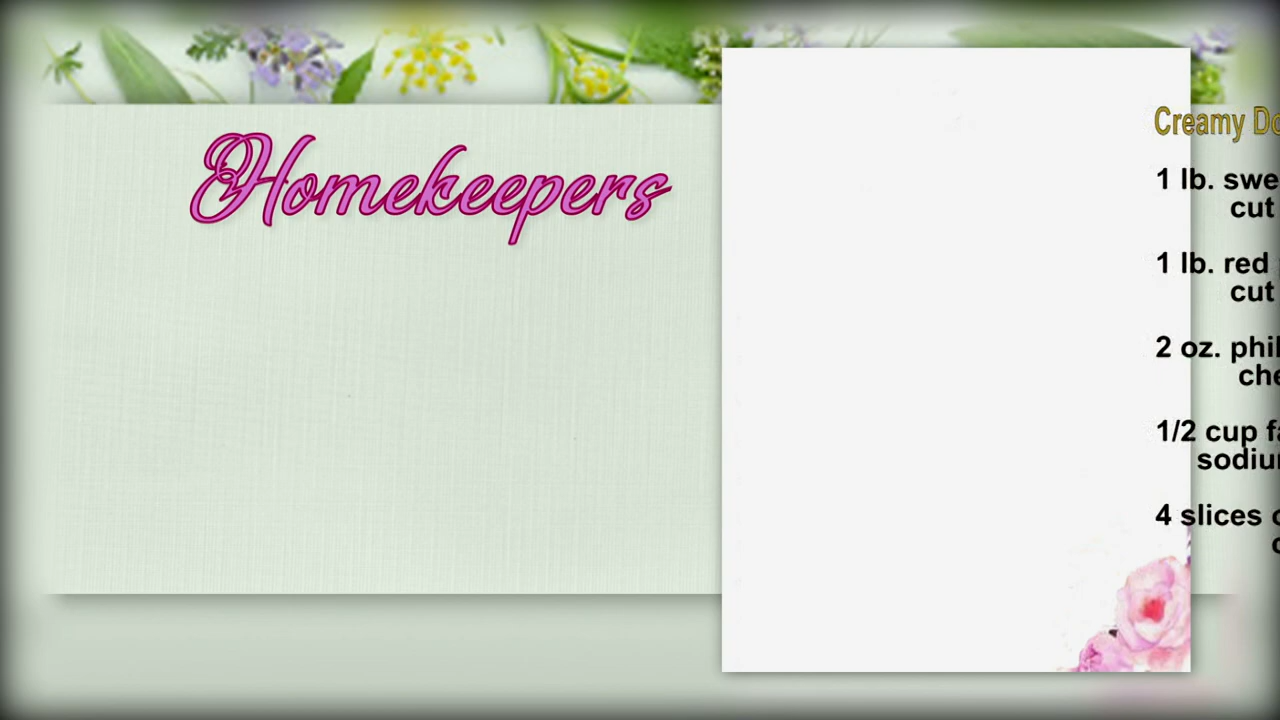 Homekeepers
Creamy Do
1 lb. swe
cut
1 lb. red
cut
2 oz. phil
che
1/2 cup fa
sodiu
4 slices